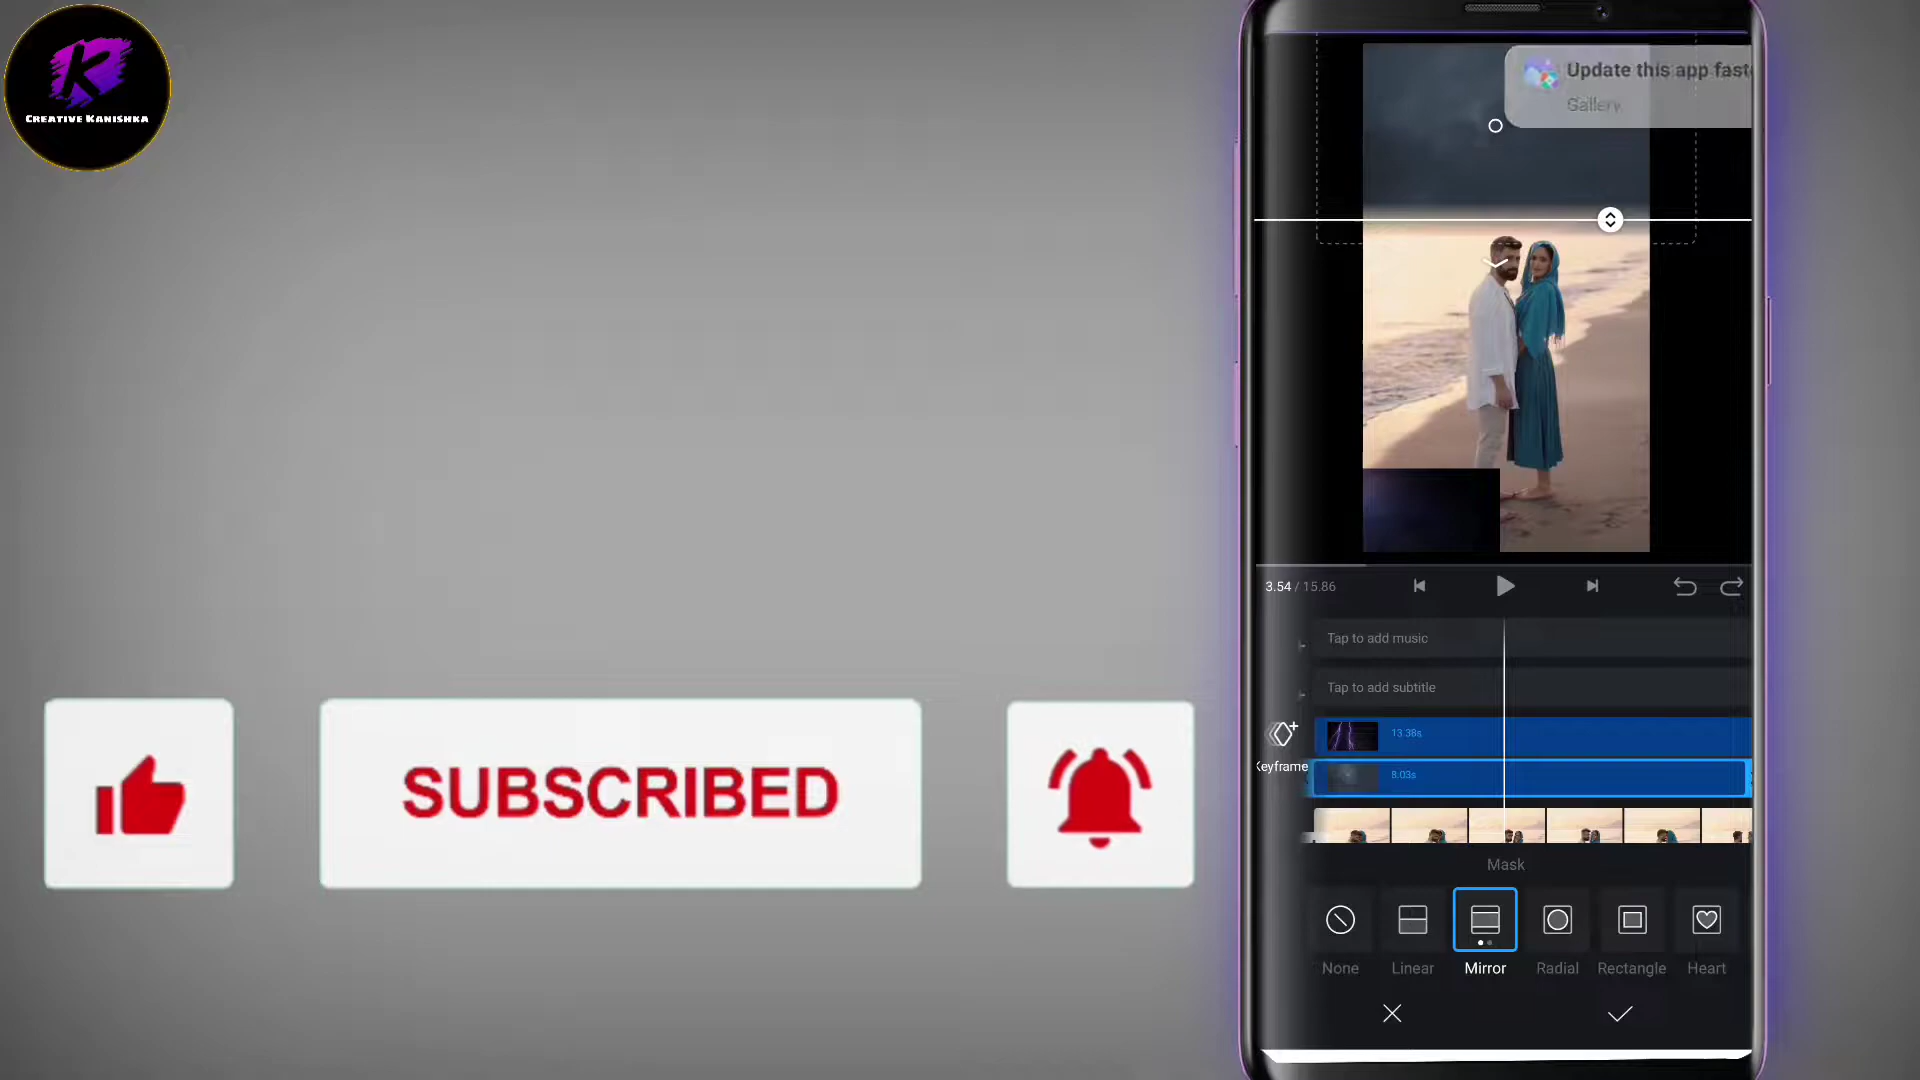 K
CREATIVE KANISHKA
Update this app fast
Gallery
3.54 / 15.86
Tap to add music
Tap to add subtitle
13.38s
Keyframe
8.03s
SUBSCRIBED
Mask
None Linear Mirror Radial Rectangle Heart